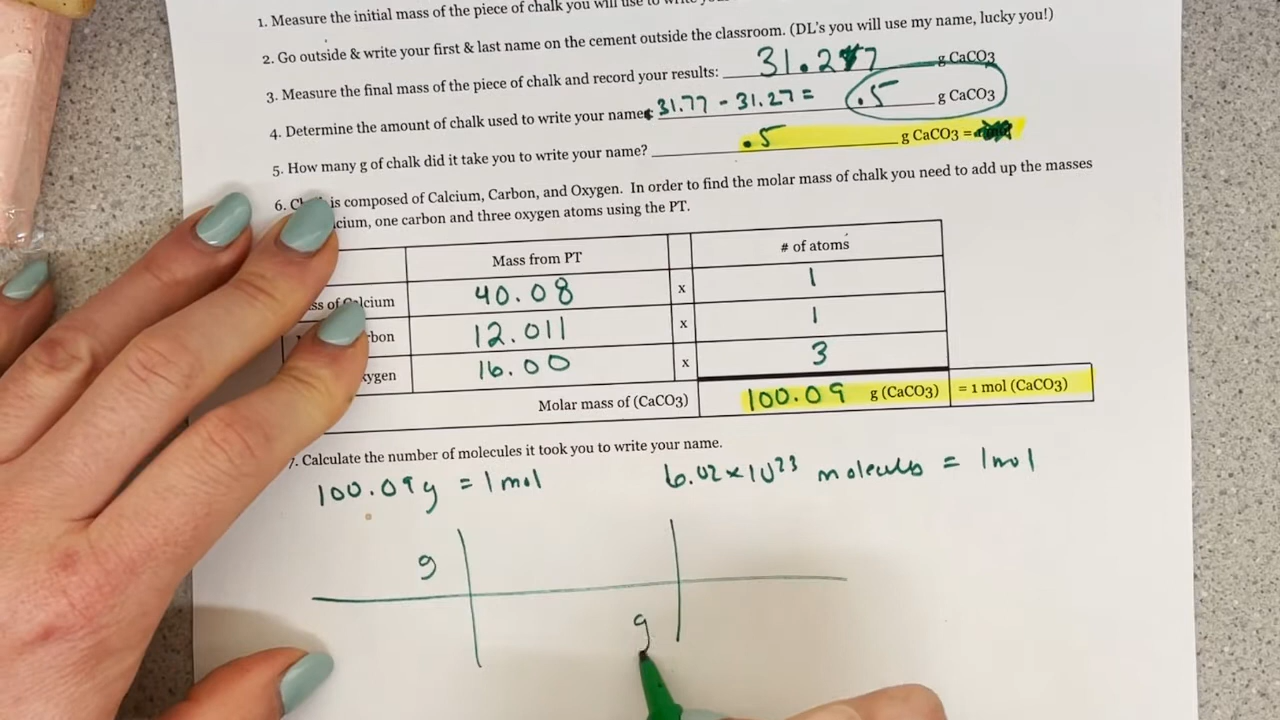 1. Measure the initial mass of the piece of chalk you will use to
2. Go outside & write your first & last name on the cement outside the classroom. (DL's you will use my name, lucky you!)
3. Measure the final mass of the piece of chalk and record your results: 31.27 g CaCO3
4. Determine the amount of chalk used to write your name: 31.77 - 31.27 = .5 g CaCO3
5. How many g of chalk did it take you to write your name? .5 g CaCO3 =
6. is composed of Calcium, Carbon, and Oxygen. In order to find the molar mass of chalk you need to add up the masses
one carbon and three oxygen atoms using the PT.
Mass from PT # of atoms
40.08 x 1
12.011 x 1
16.00 x 3
Molar mass of (CaCO3) 100.09 g (CaCO3) = 1 mol (CaCO3)
7. Calculate the number of molecules it took you to write your name.
100.09g = 1 mol 6.02x10²³ molecules = 1mol
g
g